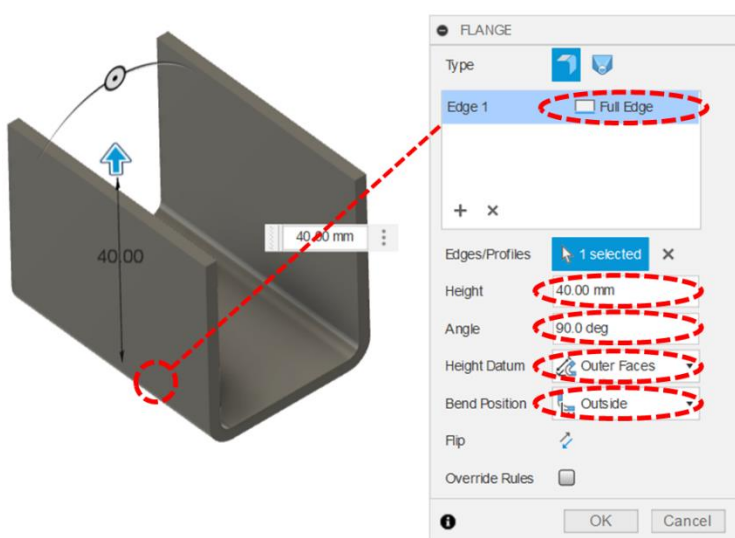 FLANGE
Type
Edge 1 Full Edge
+ ×
Edges/Profiles 1 selected ×
Height 40.00 mm
Angle 90.0 deg
Height Datum Outer Faces
Bend Position Outside
Flip
Override Rules
OK Cancel
40.00
40.00 mm